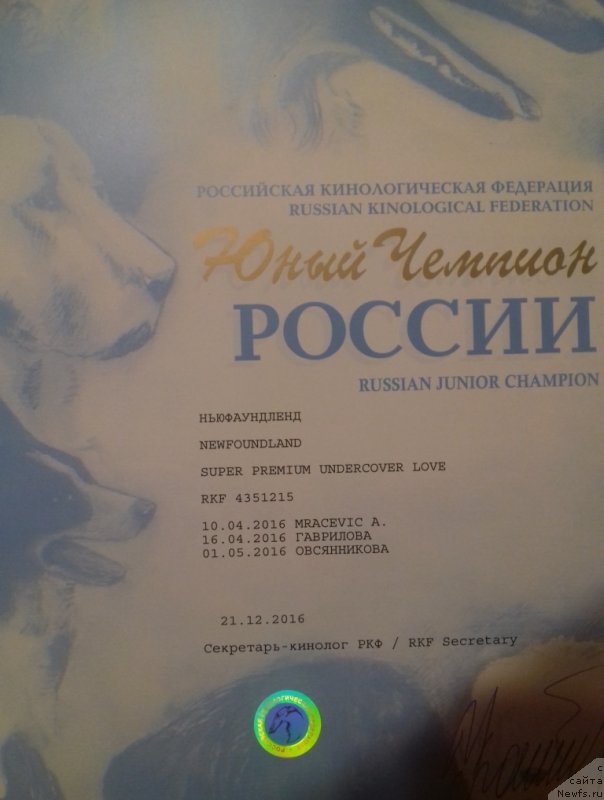 РОССИЙСКАЯ КИНОЛОГИЧЕСКАЯ ФЕДЕРАЦИЯ
RUSSIAN KINOLOGICAL FEDERATION
Юный Чемпион
РОССИИ
RUSSIAN JUNIOR CHAMPION
НЬЮФАУНДЛЕНД
NEWFOUNDLAND
SUPER PREMIUM UNDERCOVER LOVE
RKF 4351215
10.04.2016 MRACEVIC A.
16.04.2016 ГАВРИЛОВА
01.05.2016 ОВСЯННИКОВА
21.12.2016
Секретарь-кинолог РКФ / RKF Secretary
с
сайта
Newfs.ru